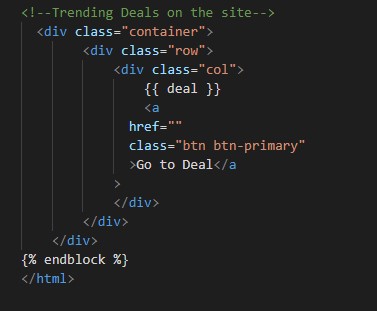 <!--Trending Deals on the site-->
<div class="container">
<div class="row">
<div class="col">
{{ deal }}
<a
href=""
class="btn btn-primary"
>Go to Deal</a
>
</div>
</div>
</div>
{% endblock %}
</html>